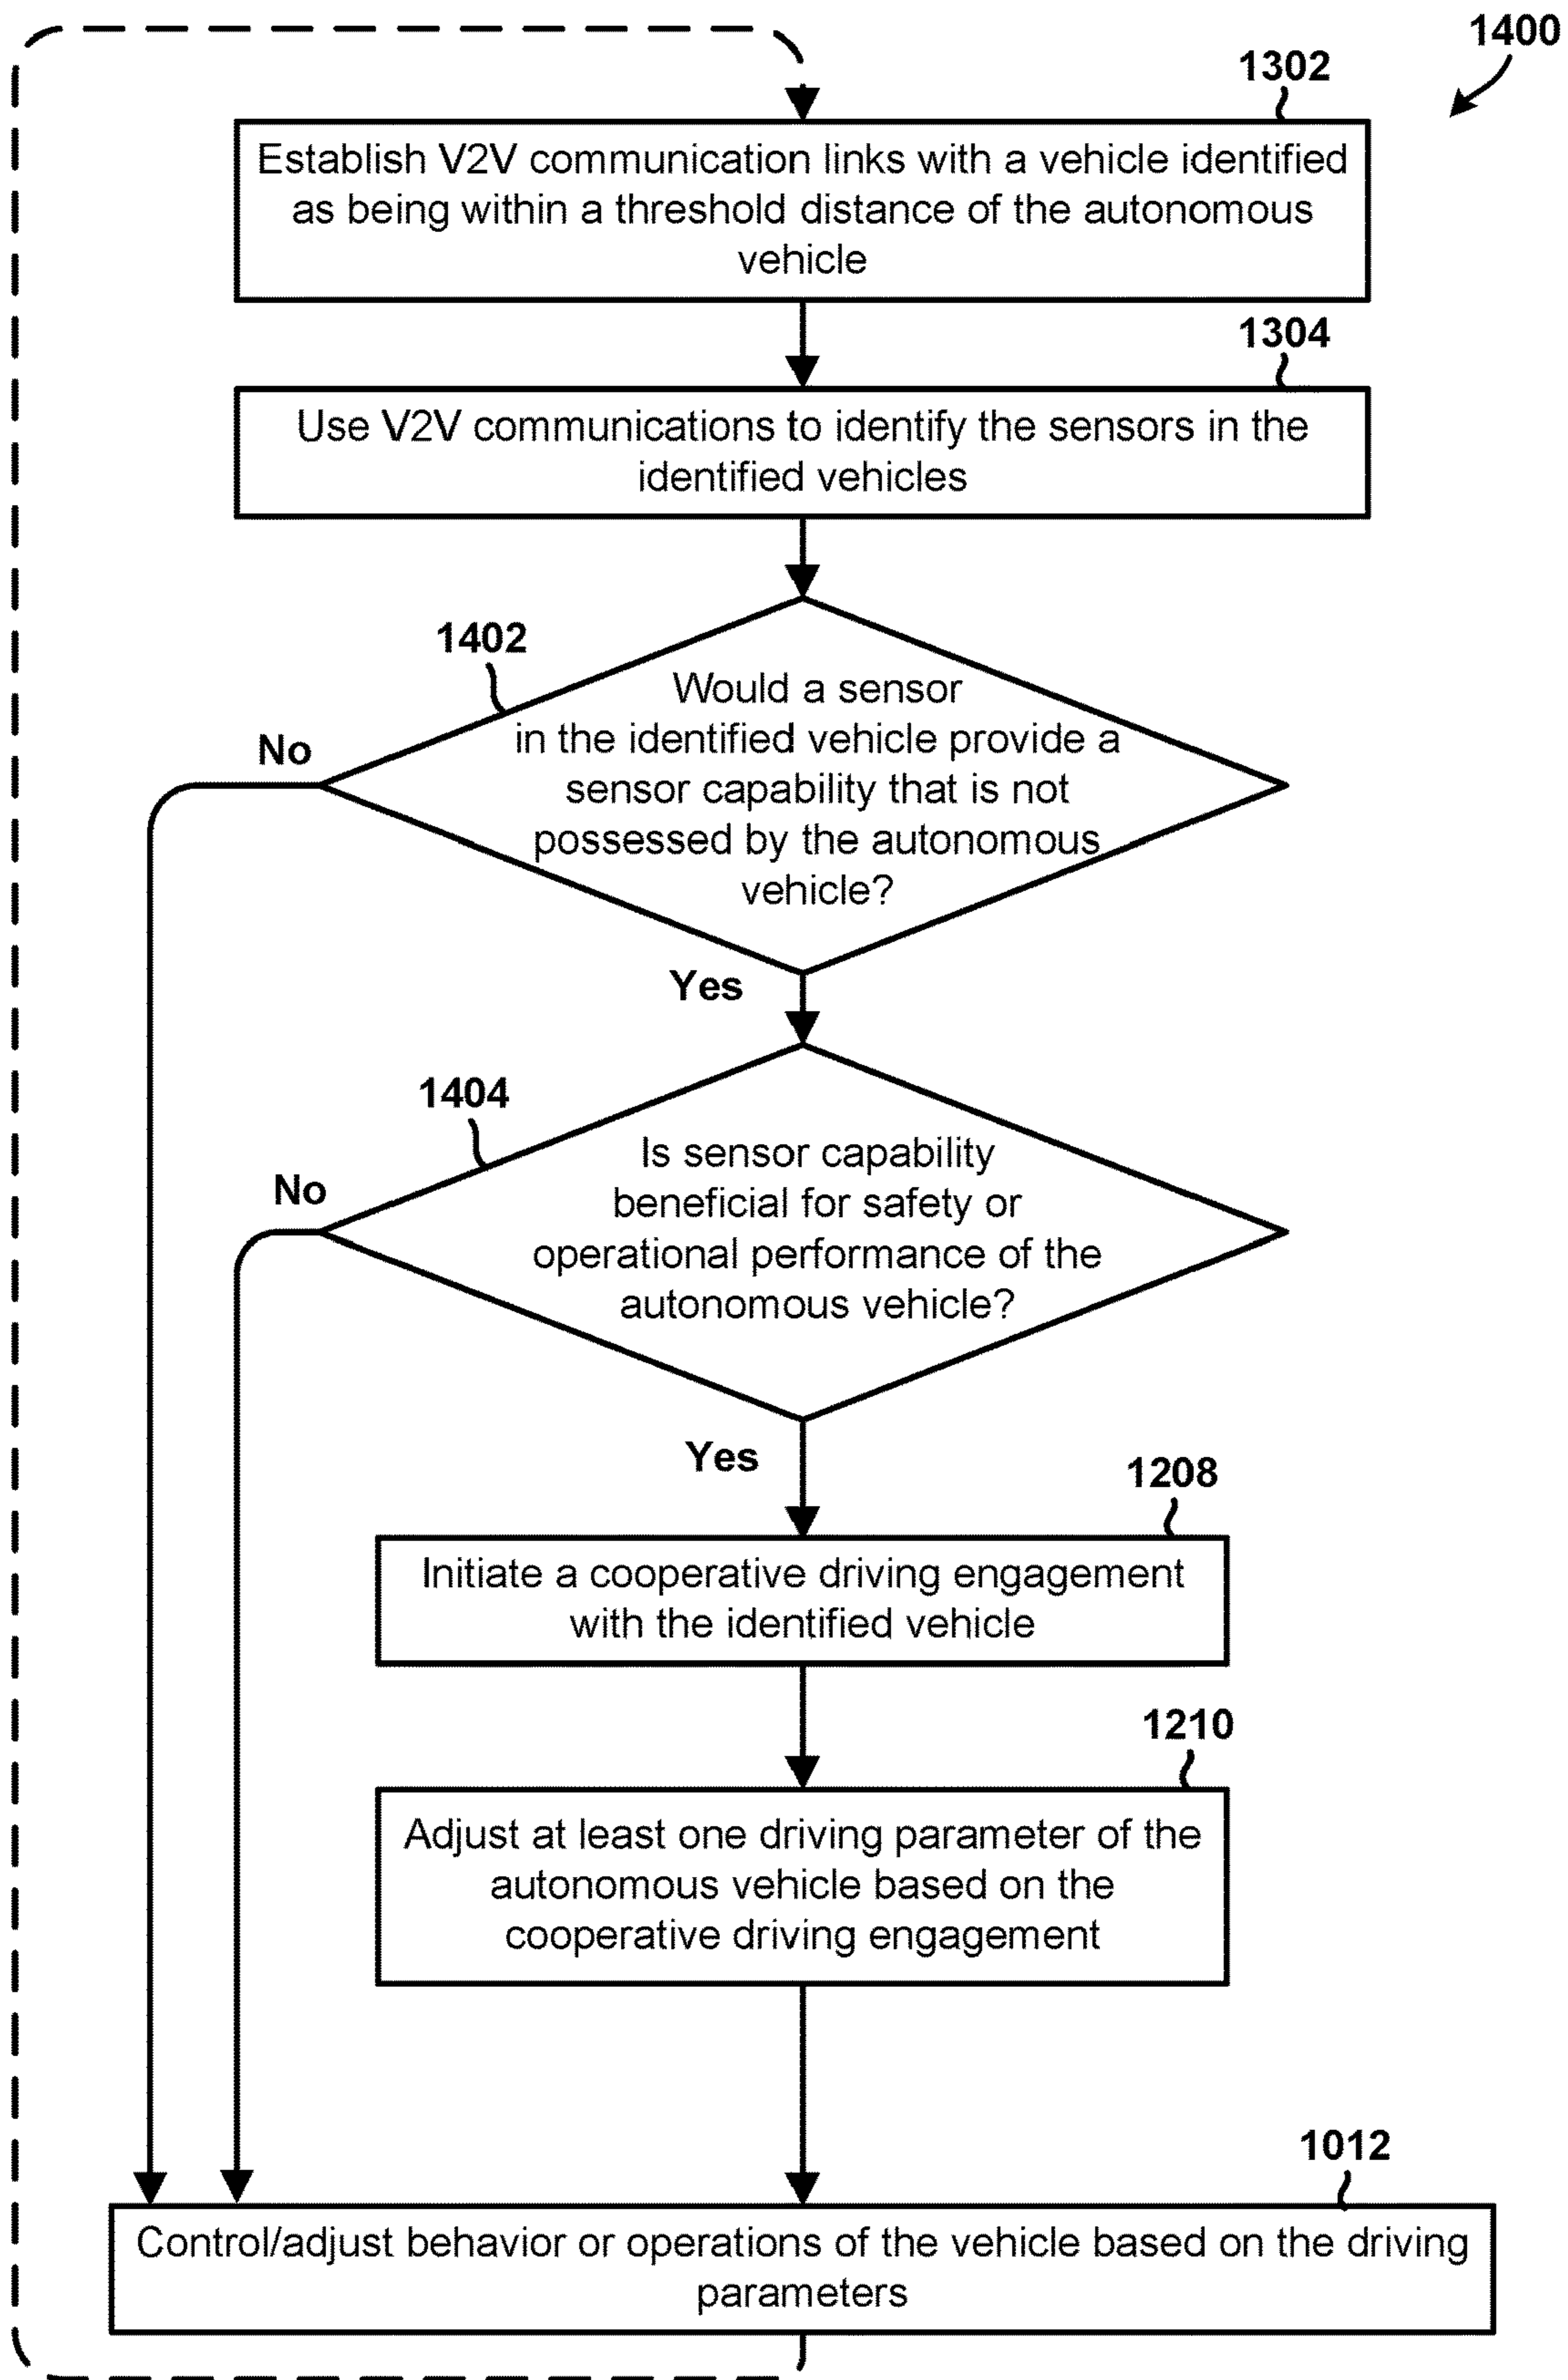 1400
1302
Establish V2V communication links with a vehicle identified
as being within a threshold distance of the autonomous
vehicle
1304
Use V2V communications to identify the sensors in the
identified vehicles
1402
Would a sensor
in the identified vehicle provide a
sensor capability that is not
possessed by the autonomous
vehicle?
No
Yes
1404
Is sensor capability
beneficial for safety or
operational performance of the
autonomous vehicle?
No
Yes
1208
Initiate a cooperative driving engagement
with the identified vehicle
1210
Adjust at least one driving parameter of the
autonomous vehicle based on the
cooperative driving engagement
1012
Control/adjust behavior or operations of the vehicle based on the driving
parameters